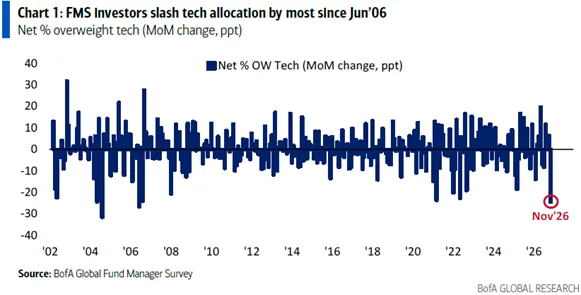 Chart 1: FMS investors slash tech allocation by most since Jun'06
Net % overweight tech (MoM change, ppt)
Net % OW Tech (MoM change, ppt)
40
30
20
10
0
-10
-20
-30
-40
Nov'26
'02 '04 '06 '08 '10 '12 '14 '16 '18 '20 '22 '24 '26
Source: BofA Global Fund Manager Survey
BofA GLOBAL RESEARCH